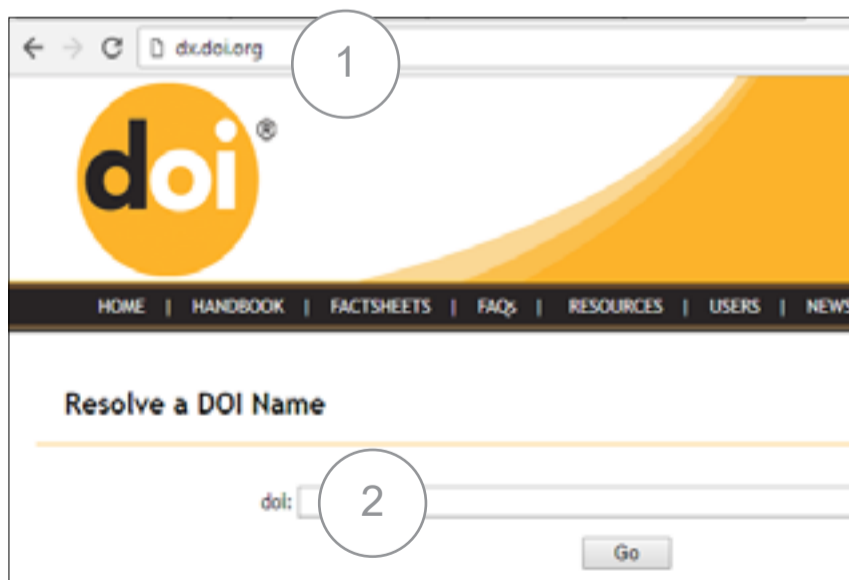 dx.doi.org
1
doi®
HOME | HANDBOOK | FACTSHEETS | FAQs | RESOURCES | USERS | NEWS
Resolve a DOI Name
doi:
2
Go